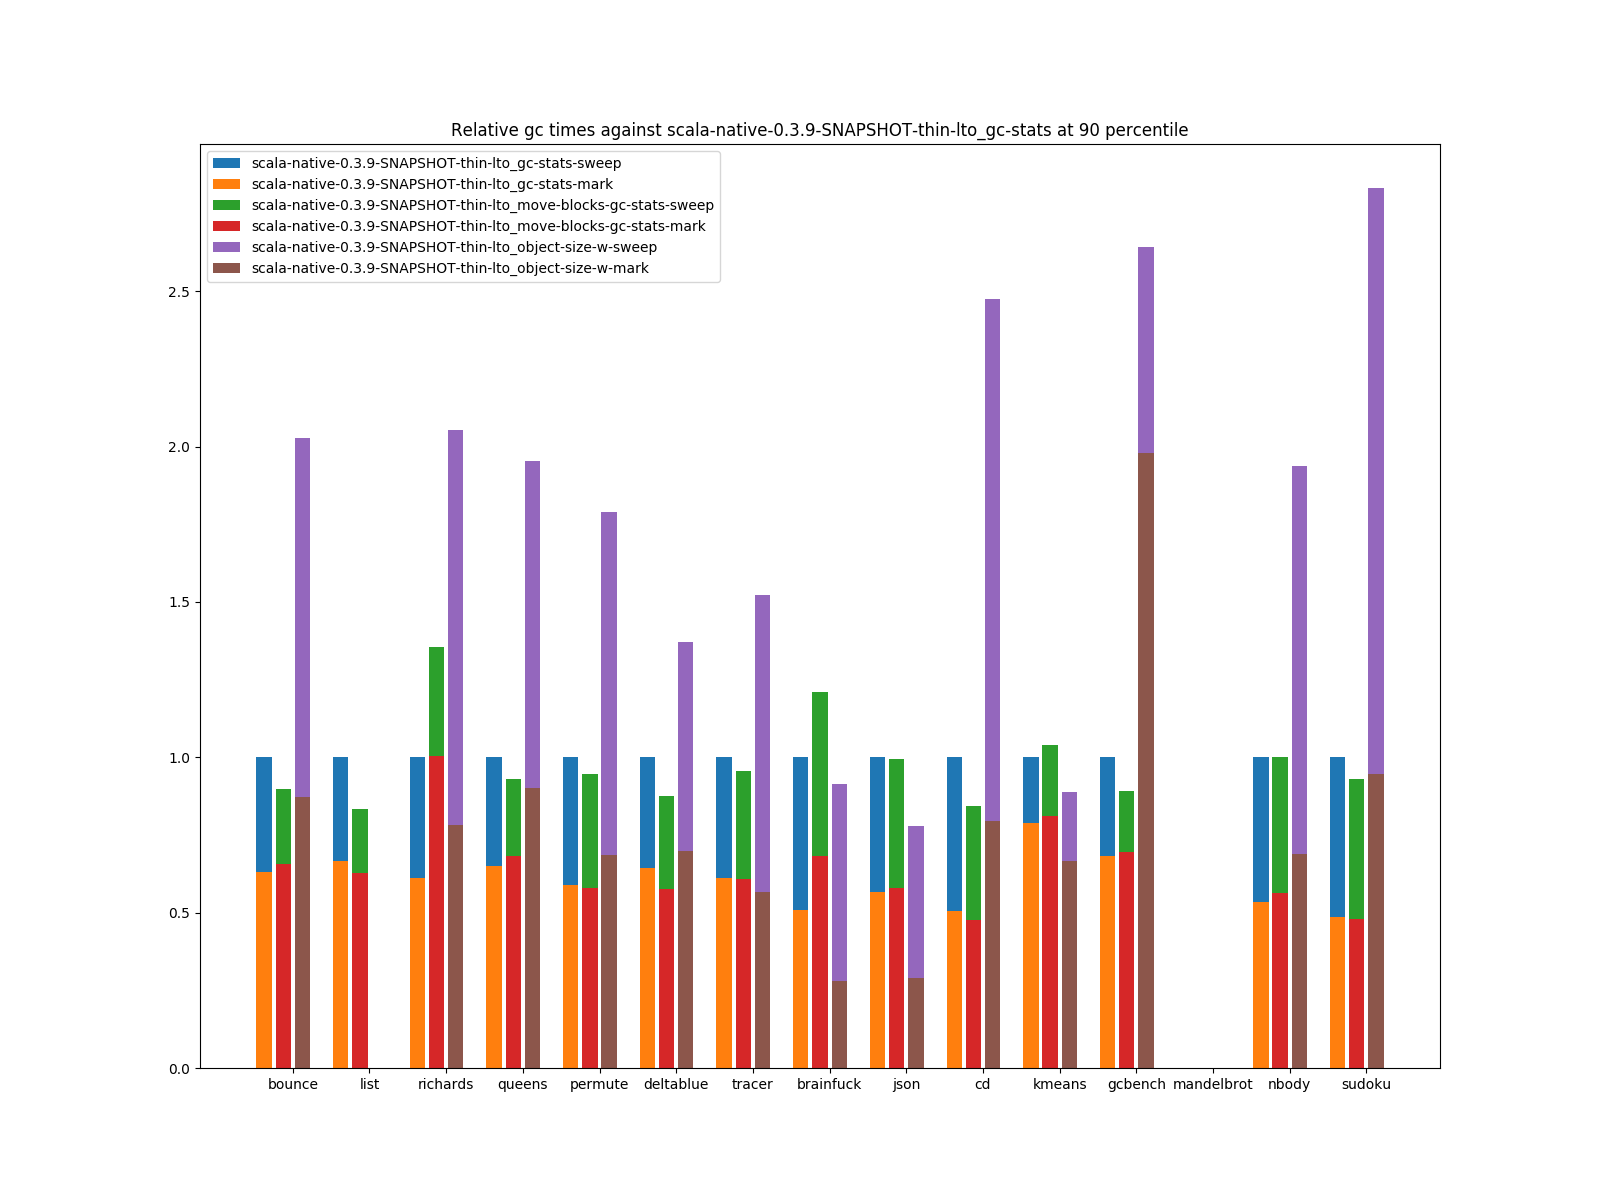 Relative gc times against scala-native-0.3.9-SNAPSHOT-thin-lto_gc-stats at 90 percentile
scala-native-0.3.9-SNAPSHOT-thin-lto_gc-stats-sweep
scala-native-0.3.9-SNAPSHOT-thin-lto_gc-stats-mark
scala-native-0.3.9-SNAPSHOT-thin-lto_move-blocks-gc-stats-sweep
scala-native-0.3.9-SNAPSHOT-thin-lto_move-blocks-gc-stats-mark
scala-native-0.3.9-SNAPSHOT-thin-lto_object-size-w-sweep
scala-native-0.3.9-SNAPSHOT-thin-lto_object-size-w-mark
2.5
2.0
1.5
1.0
0.5
0.0
bounce list richards queens permute deltablue tracer brainfuck json cd kmeans gcbench mandelbrot nbody sudoku